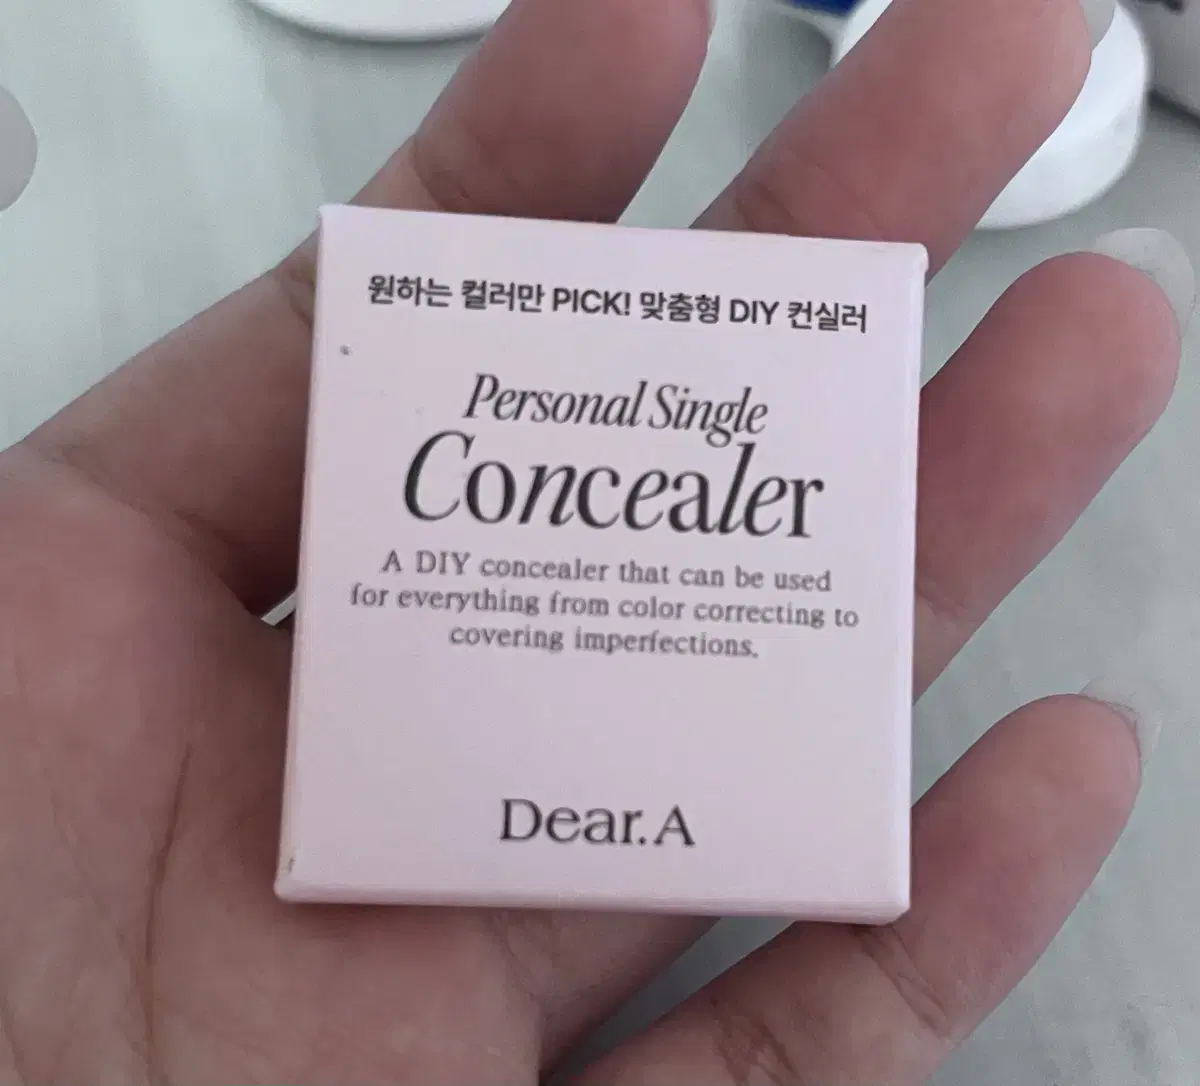 원하는 컬러만 PICK! 맞춤형 DIY 컨실러
Personal Single
Concealer
A DIY concealer that can be used
for everything from color correcting to
covering imperfections.
Dear.A